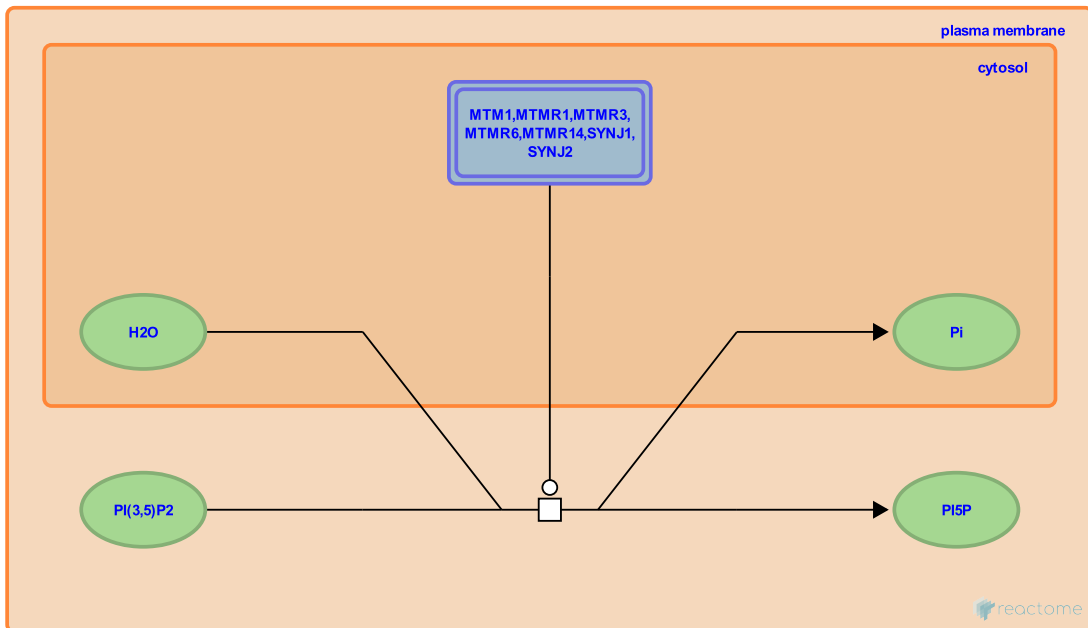 plasma membrane
cytosol
MTM1,MTMR1,MTMR3,
MTMR6,MTMR14,SYNJ1,
SYNJ2
H2O
Pi
PI(3,5)P2
PI5P
reactome